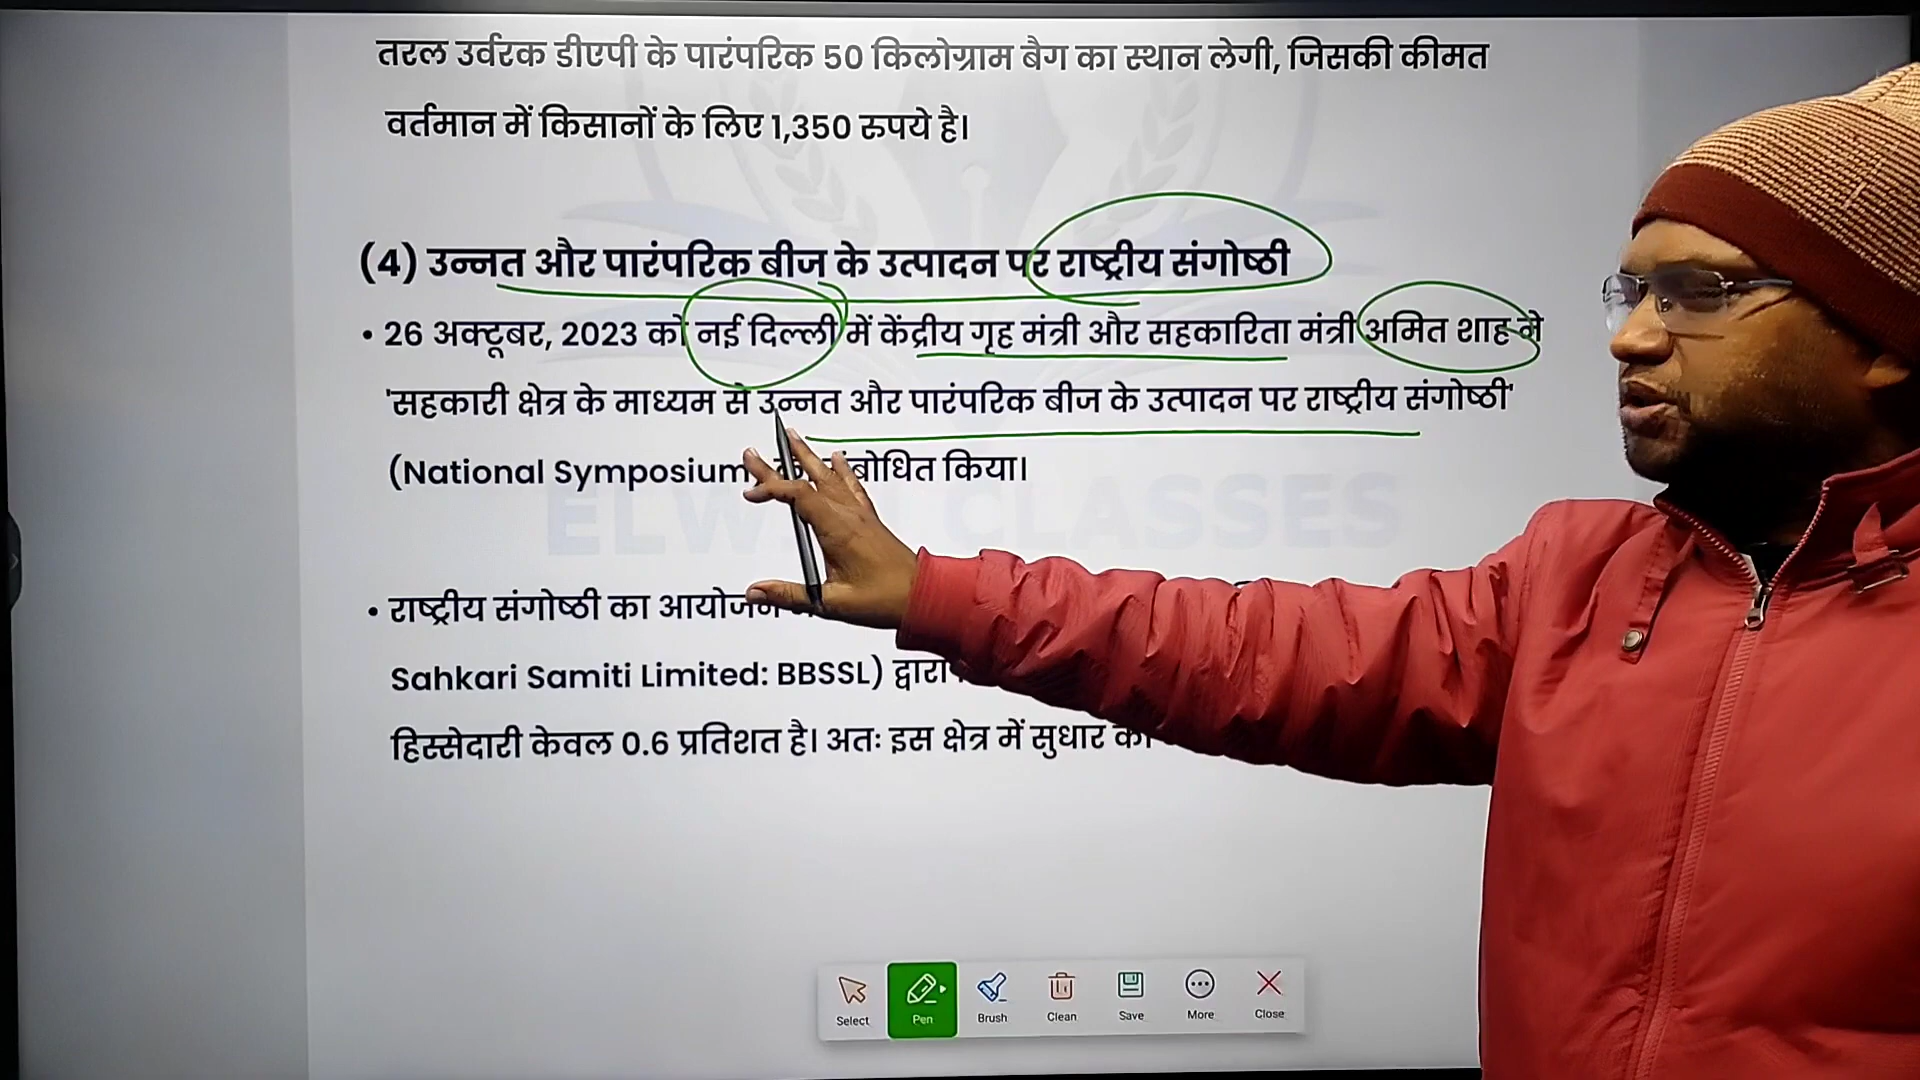 तरल उर्वरक डीएपी के पारंपरिक 50 किलोग्राम बैग का स्थान लेगी, जिसकी कीमत
वर्तमान में किसानों के लिए 1,350 रुपये है।
(4) उन्नत और पारंपरिक बीज के उत्पादन पर राष्ट्रीय संगोष्ठी
• 26 अक्टूबर, 2023 को नई दिल्ली में केंद्रीय गृह मंत्री और सहकारिता मंत्री अमित शाह ने
'सहकारी क्षेत्र के माध्यम से उन्नत और पारंपरिक बीज के उत्पादन पर राष्ट्रीय संगोष्ठी'
(National Symposium किया।
CLASSES
• राष्ट्रीय संगोष्ठी का आयोजन
Sahkari Samiti Limited: BBSSL) द्वारा
हिस्सेदारी केवल 0.6 प्रतिशत है। अतः इस क्षेत्र में सुधार
Select Pen Brush Clean Save More Close